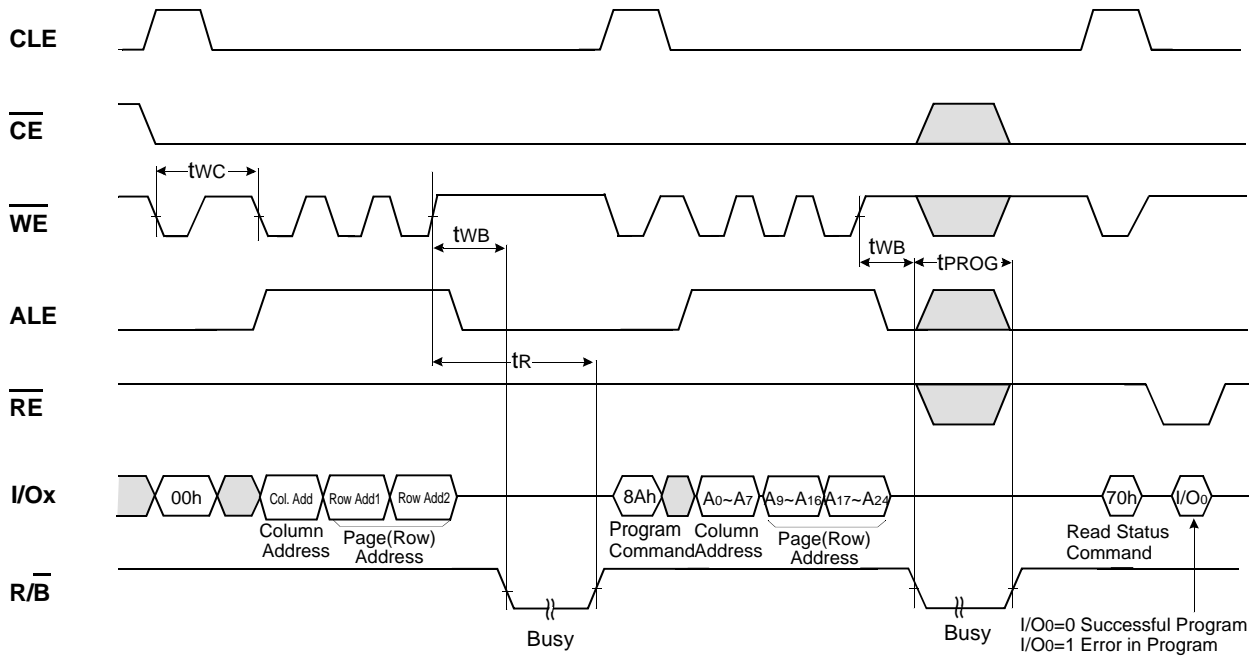 CLE
CE
tWC
WE
tWB
tWB
tPROG
ALE
tR
RE
I/Ox
00h
Col. Add
Row Add1
Row Add2
8Ah
A0~A7
A9~A16
A17~A24
70h
I/O0
Column
Address
Page(Row)
Address
Program
Command
Column
Address
Page(Row)
Address
Read Status
Command
R/B
Busy
Busy
I/O0=0 Successful Program
I/O0=1 Error in Program